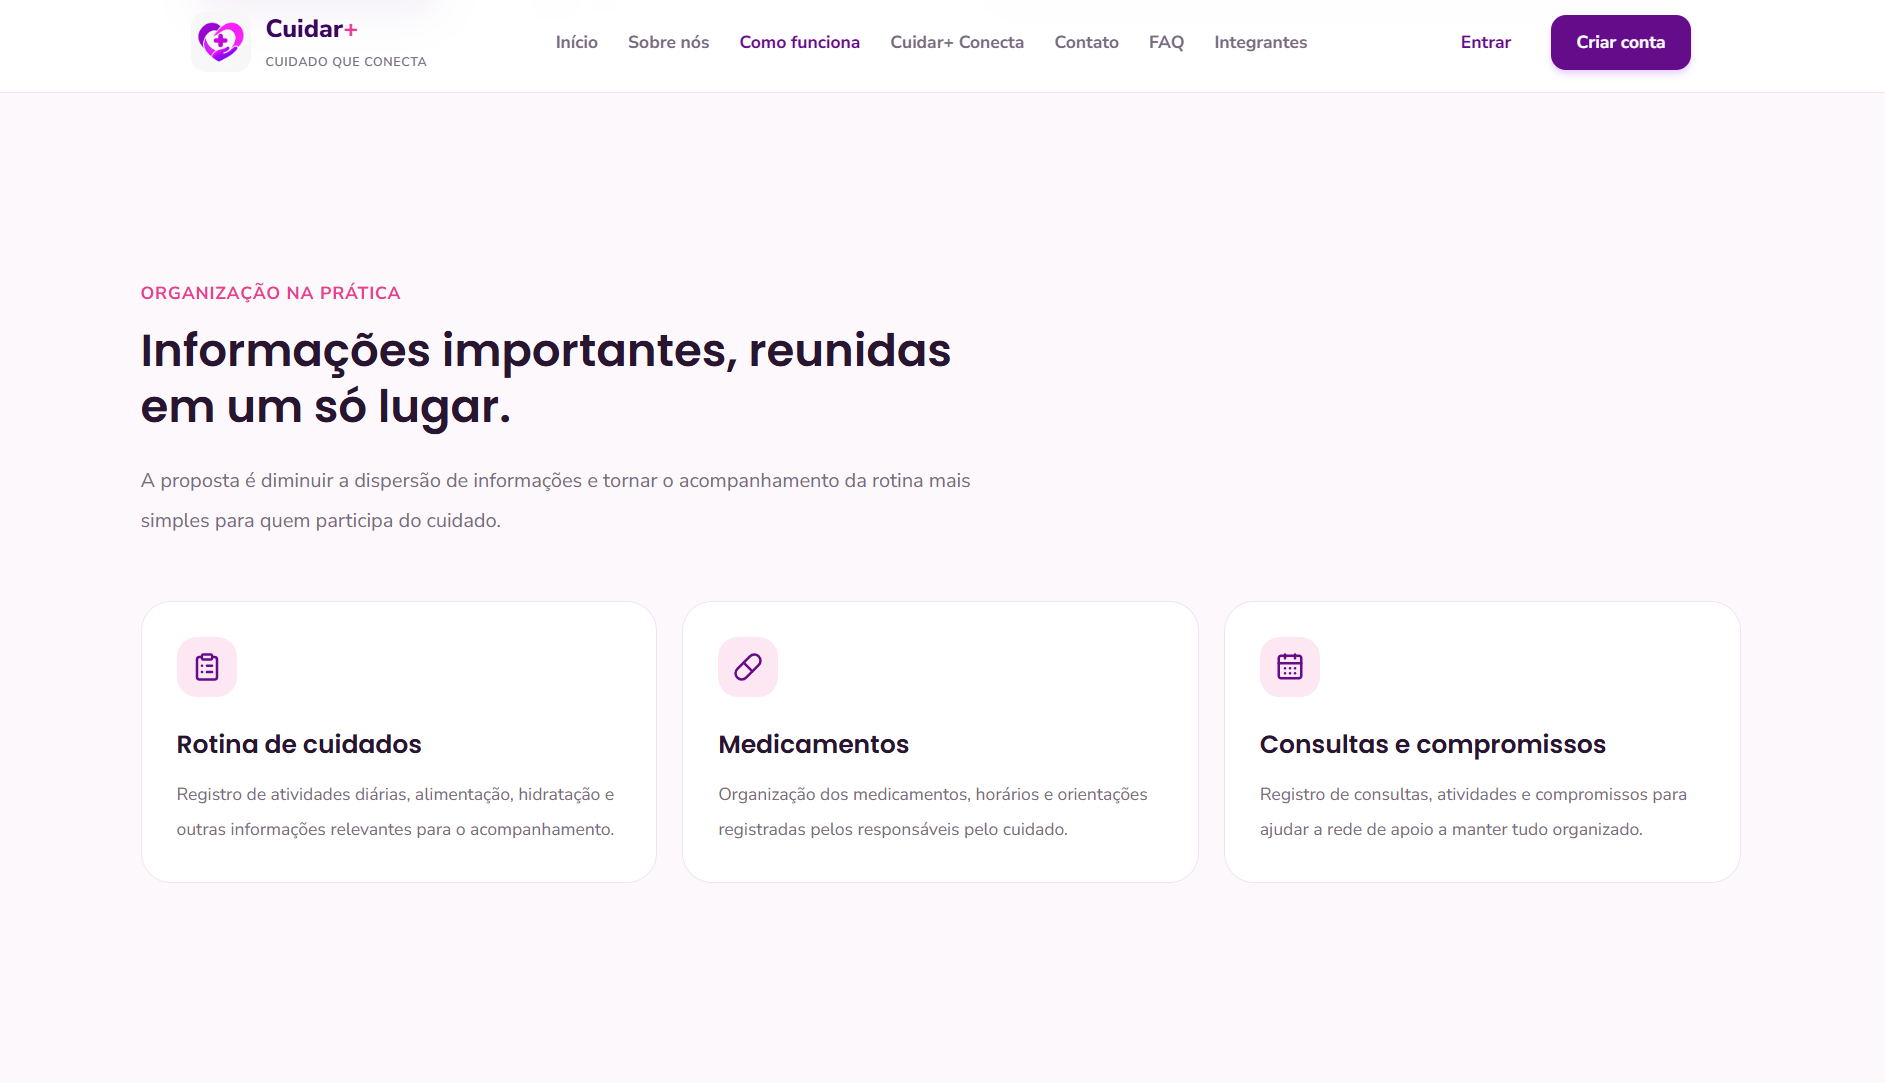 Cuidar+
CUIDADO QUE CONECTA
Início
Sobre nós
Como funciona
Cuidar+ Conecta
Contato
FAQ
Integrantes
Entrar
Criar conta
ORGANIZAÇÃO NA PRÁTICA
Informações importantes, reunidas
em um só lugar.
A proposta é diminuir a dispersão de informações e tornar o acompanhamento da rotina mais
simples para quem participa do cuidado.
Rotina de cuidados
Registro de atividades diárias, alimentação, hidratação e
outras informações relevantes para o acompanhamento.
Medicamentos
Organização dos medicamentos, horários e orientações
registradas pelos responsáveis pelo cuidado.
Consultas e compromissos
Registro de consultas, atividades e compromissos para
ajudar a rede de apoio a manter tudo organizado.